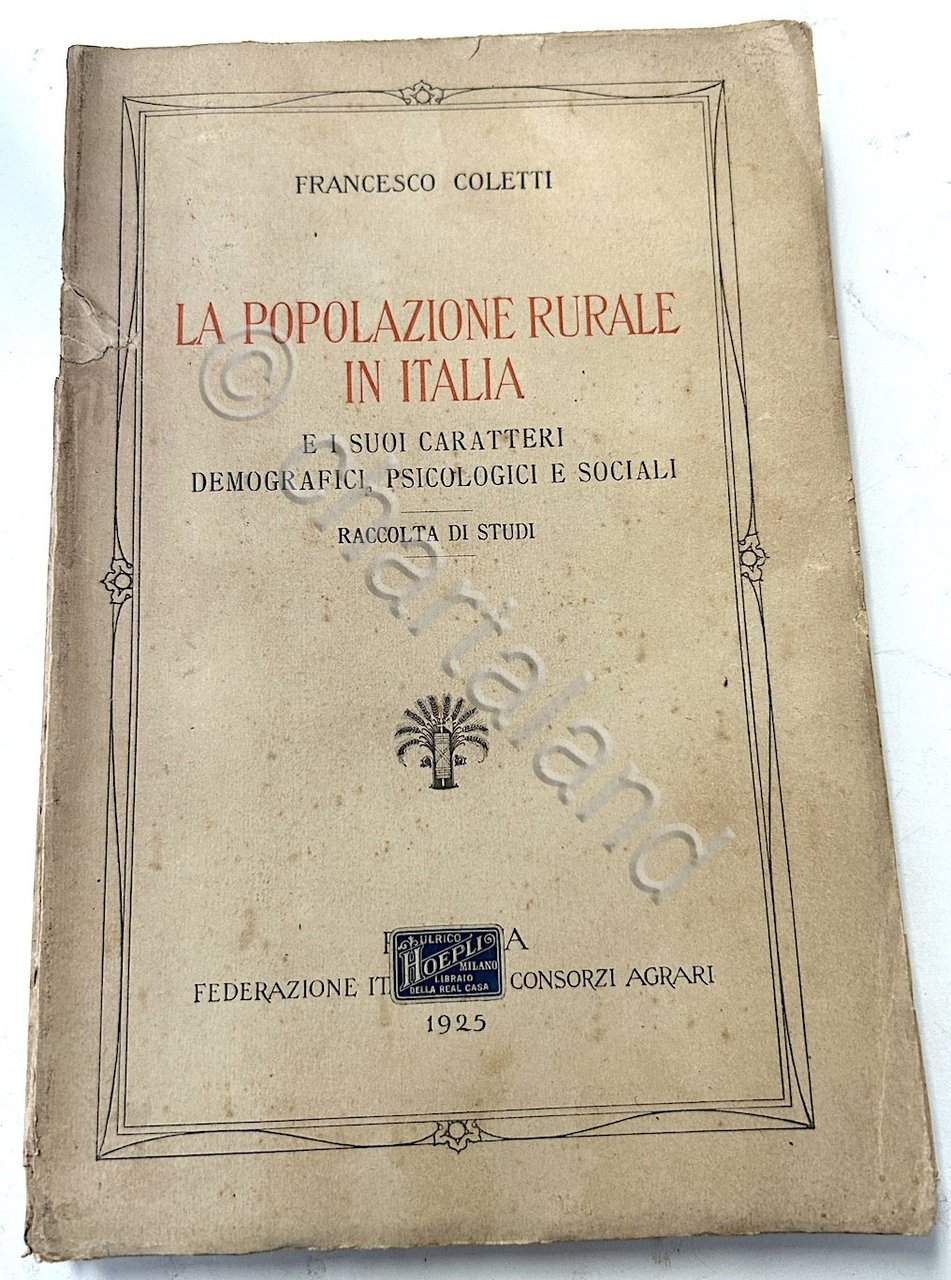 FRANCESCO COLETTI
LA POPOLAZIONE RURALE
IN ITALIA
E I SUOI CARATTERI
DEMOGRAFICI, PSICOLOGICI E SOCIALI
RACCOLTA DI STUDI
© chartaland
A
ULRICO
HOEPLI
MILANO
LIBRAIO
DELLA REAL CASA
FEDERAZIONE CONSORZI AGRARI
1925